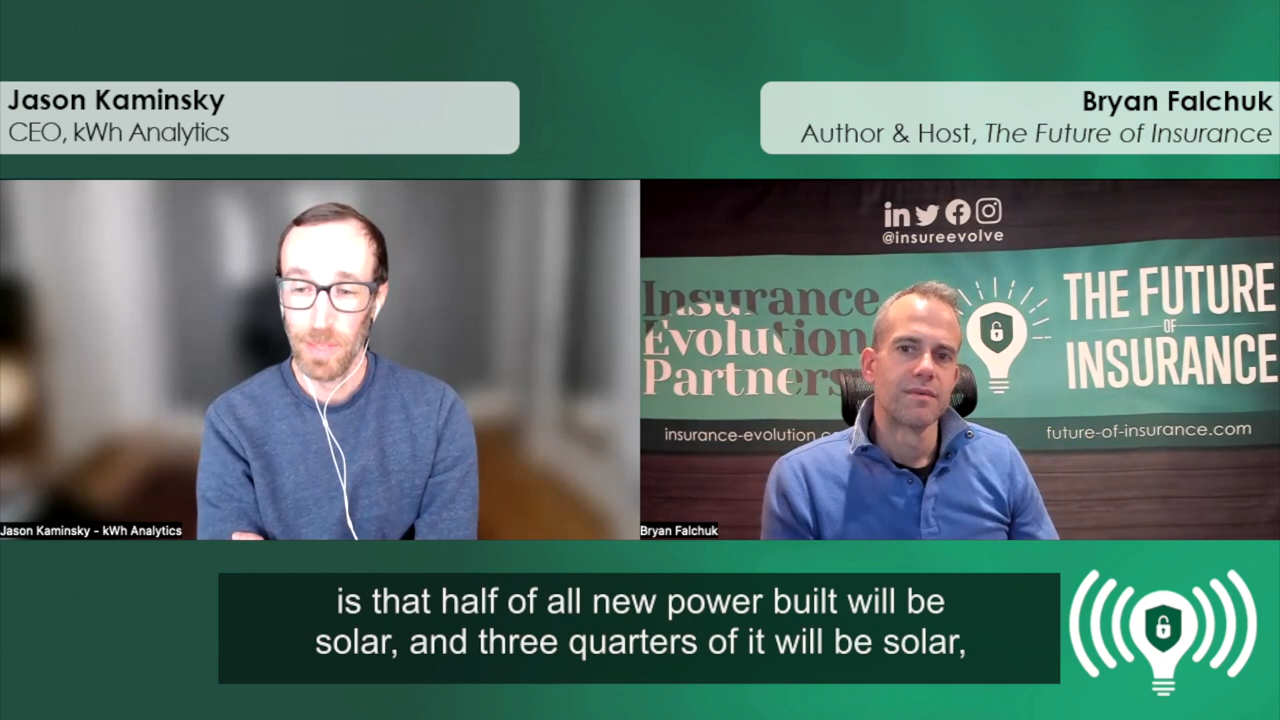 Jason Kaminsky
CEO, kWh Analytics
Bryan Falchuk
Author & Host, The Future of Insurance
in
@insureevolve
Insurance
Evolution
Partners
THE FUTURE
OF
INSURANCE
insurance-evolution.co
future-of-insurance.com
Jason Kaminsky - kWh Analytics
Bryan Falchuk
is that half of all new power built will be
solar, and three quarters of it will be solar,